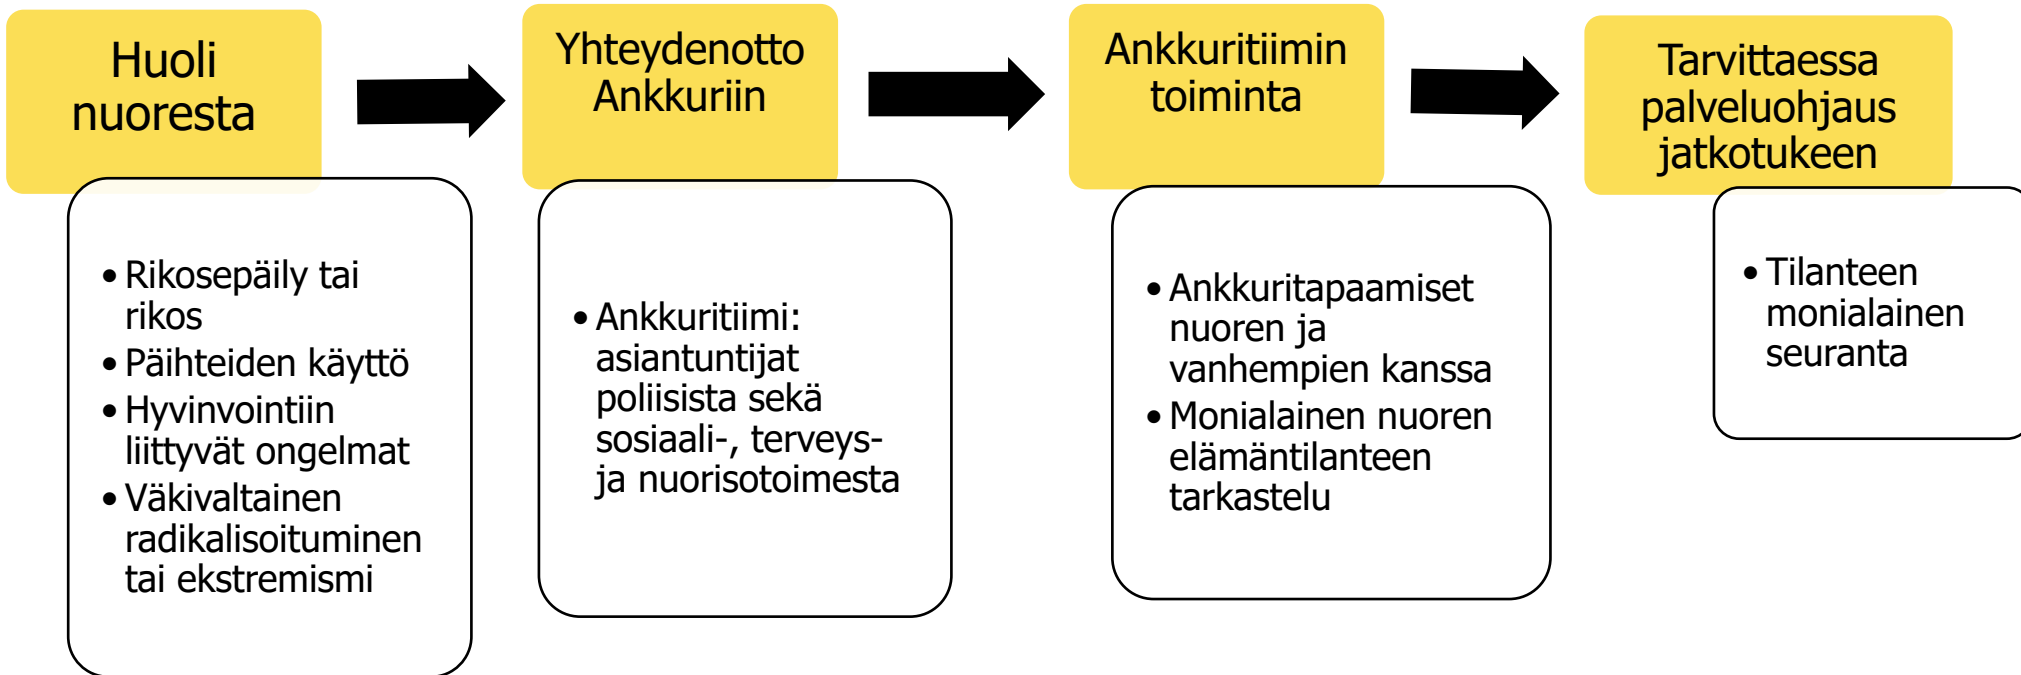 Huoli
nuoresta
• Rikosepäily tai
rikos
• Päihteiden käyttö
• Hyvinvointiin
liittyvät ongelmat
• Väkivaltainen
radikalisoituminen
tai ekstremismi
Yhteydenotto
Ankkuriin
• Ankkuritiimi:
asiantuntijat
poliisista sekä
sosiaali-, terveys-
ja nuorisotoimesta
Ankkuritiimin
toiminta
• Ankkuritapaamiset
nuoren ja
vanhempien kanssa
• Monialainen nuoren
elämäntilanteen
tarkastelu
Tarvittaessa
palveluohjaus
jatkotukeen
• Tilanteen
monialainen
seuranta